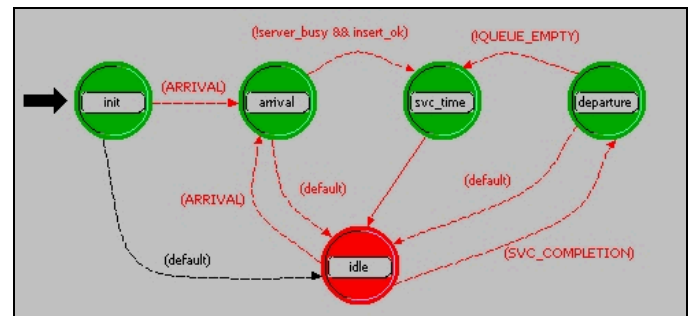 (!server_busy && insert_ok)
(!QUEUE_EMPTY)
(ARRIVAL)
init
arrival
svc_time
departure
(default)
(default)
(ARRIVAL)
(default)
(SVC_COMPLETION)
idle